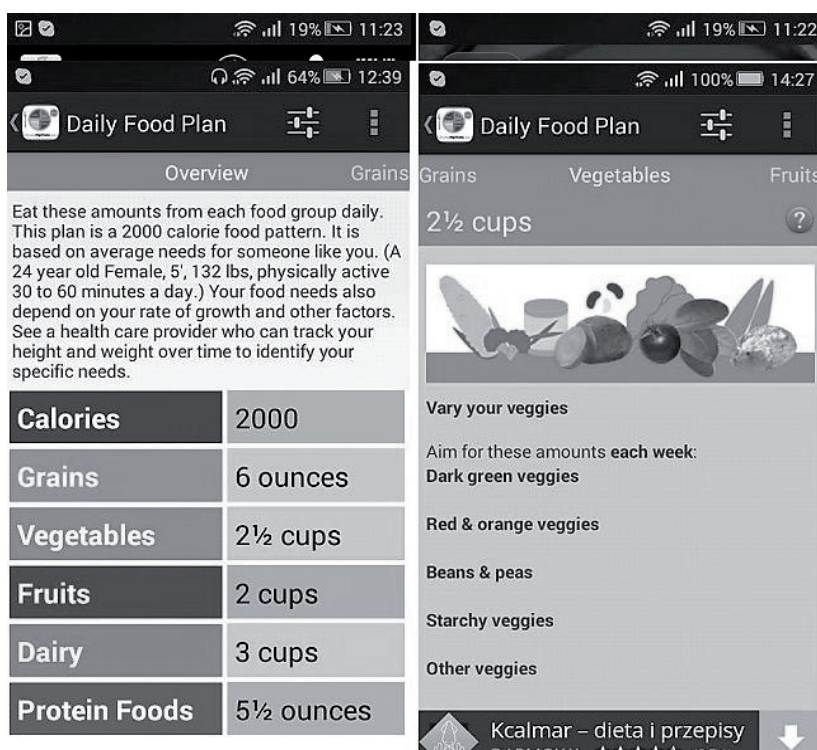 19% 11:23
64% 12:39
Daily Food Plan
Overview Grains
Eat these amounts from each food group daily.
This plan is a 2000 calorie food pattern. It is
based on average needs for someone like you. (A
24 year old Female, 5', 132 lbs, physically active
30 to 60 minutes a day.) Your food needs also
depend on your rate of growth and other factors.
See a health care provider who can track your
height and weight over time to identify your
specific needs.
Calories 2000
Grains 6 ounces
Vegetables 2½ cups
Fruits 2 cups
Dairy 3 cups
Protein Foods 5½ ounces
19% 11:22
100% 14:27
Daily Food Plan
Grains Vegetables Fruits
2½ cups ?
Vary your veggies
Aim for these amounts each week:
Dark green veggies
Red & orange veggies
Beans & peas
Starchy veggies
Other veggies
Kcalmar – dieta i przepisy